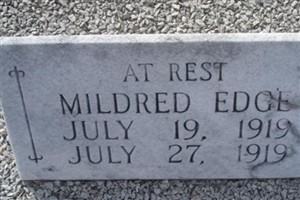 AT REST
MILDRED EDGE
JULY 19, 1919
JULY 27, 1919